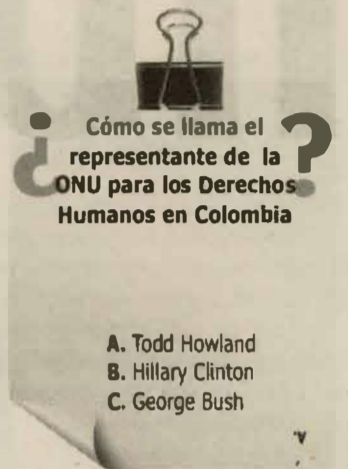 ¿Cómo se llama el ?
representante de la
ONU para los Derechos
Humanos en Colombia
A. Todd Howland
B. Hillary Clinton
C. George Bush
A.